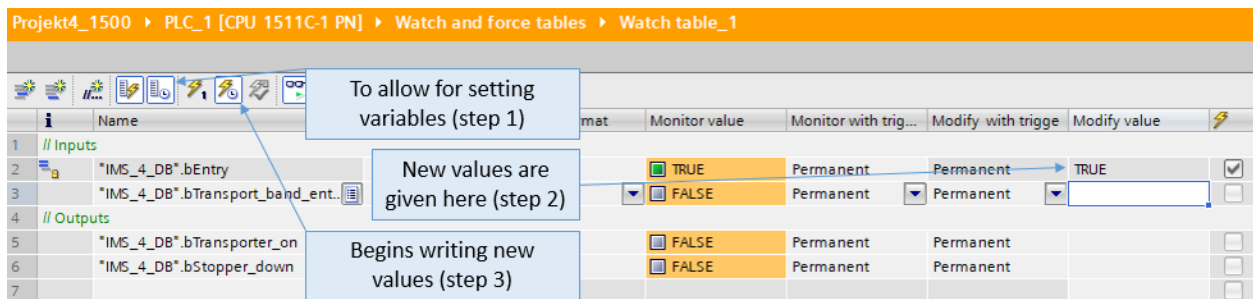 Projekt4_1500 ▸ PLC_1 [CPU 1511C-1 PN] ▸ Watch and force tables ▸ Watch table_1
To allow for setting
variables (step 1)
i Name mat Monitor value Monitor with trig... Modify with trigge Modify value
1 // Inputs
2 "IMS_4_DB".bEntry TRUE Permanent Permanent TRUE
New values are
given here (step 2)
3 "IMS_4_DB".bTransport_band_ent.. FALSE Permanent Permanent
4 // Outputs
5 "IMS_4_DB".bTransporter_on FALSE Permanent Permanent
6 "IMS_4_DB".bStopper_down FALSE Permanent Permanent
Begins writing new
values (step 3)
7